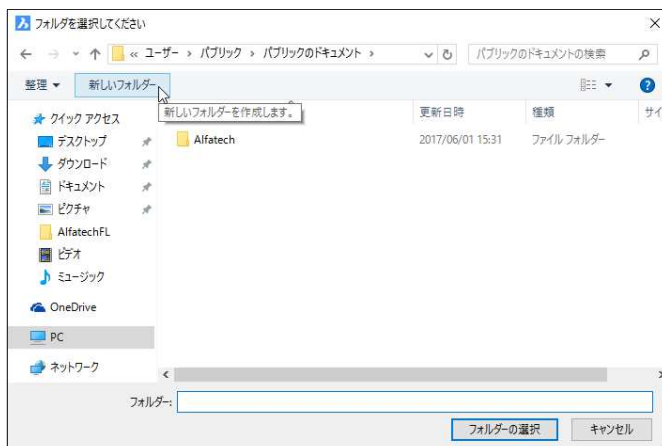 フォルダを選択してください
« ユーザー › パブリック › パブリックのドキュメント ›
パブリックのドキュメントの検索
整理
新しいフォルダー
新しいフォルダーを作成します。
更新日時
種類
サイ
クイック アクセス
デスクトップ
ダウンロード
ドキュメント
ピクチャ
AlfatechFL
ビデオ
ミュージック
OneDrive
PC
ネットワーク
Alfatech 2017/06/01 15:31 ファイル フォルダー
フォルダー:
フォルダーの選択
キャンセル